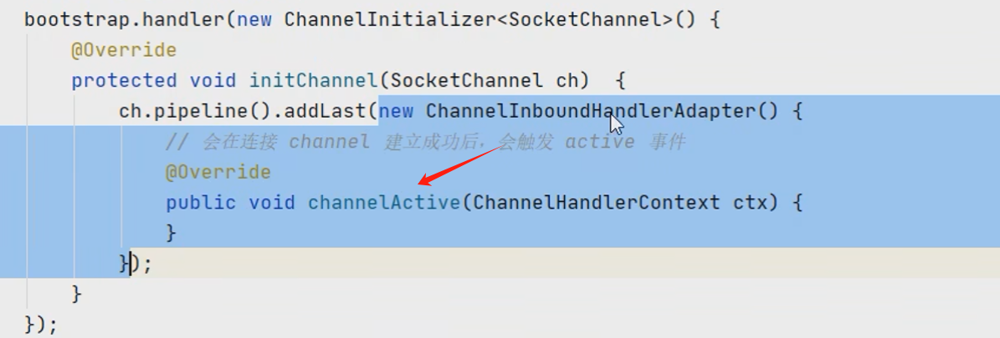 bootstrap.handler(new ChannelInitializer<SocketChannel>() {
@Override
protected void initChannel(SocketChannel ch)  {
ch.pipeline().addLast(new ChannelInboundHandlerAdapter() {
// 会在连接 channel 建立成功后，会触发 active 事件
@Override
public void channelActive(ChannelHandlerContext ctx) {
}
});
}
});